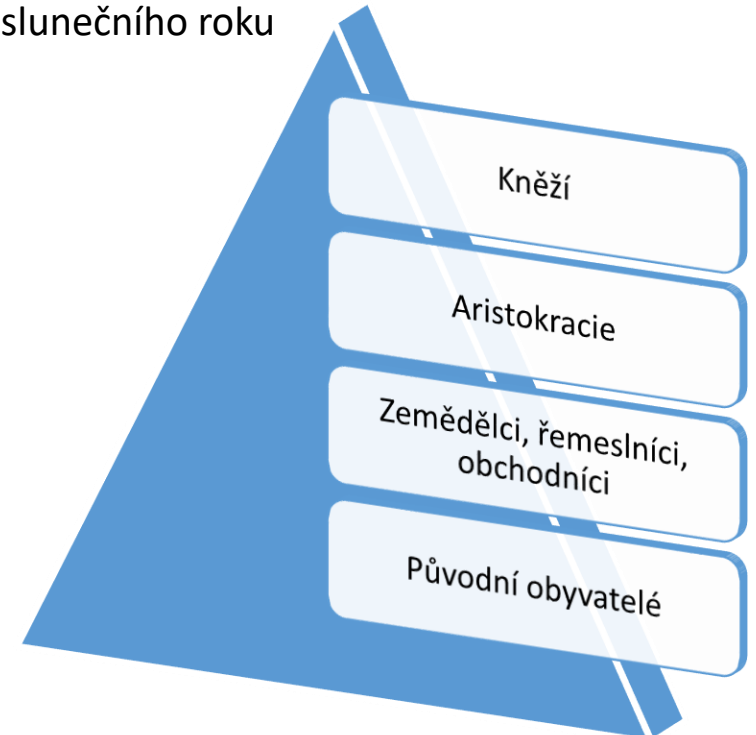 slunečního roku
Kněží
Aristokracie
Zemědělci, řemeslníci,
obchodníci
Původní obyvatelé